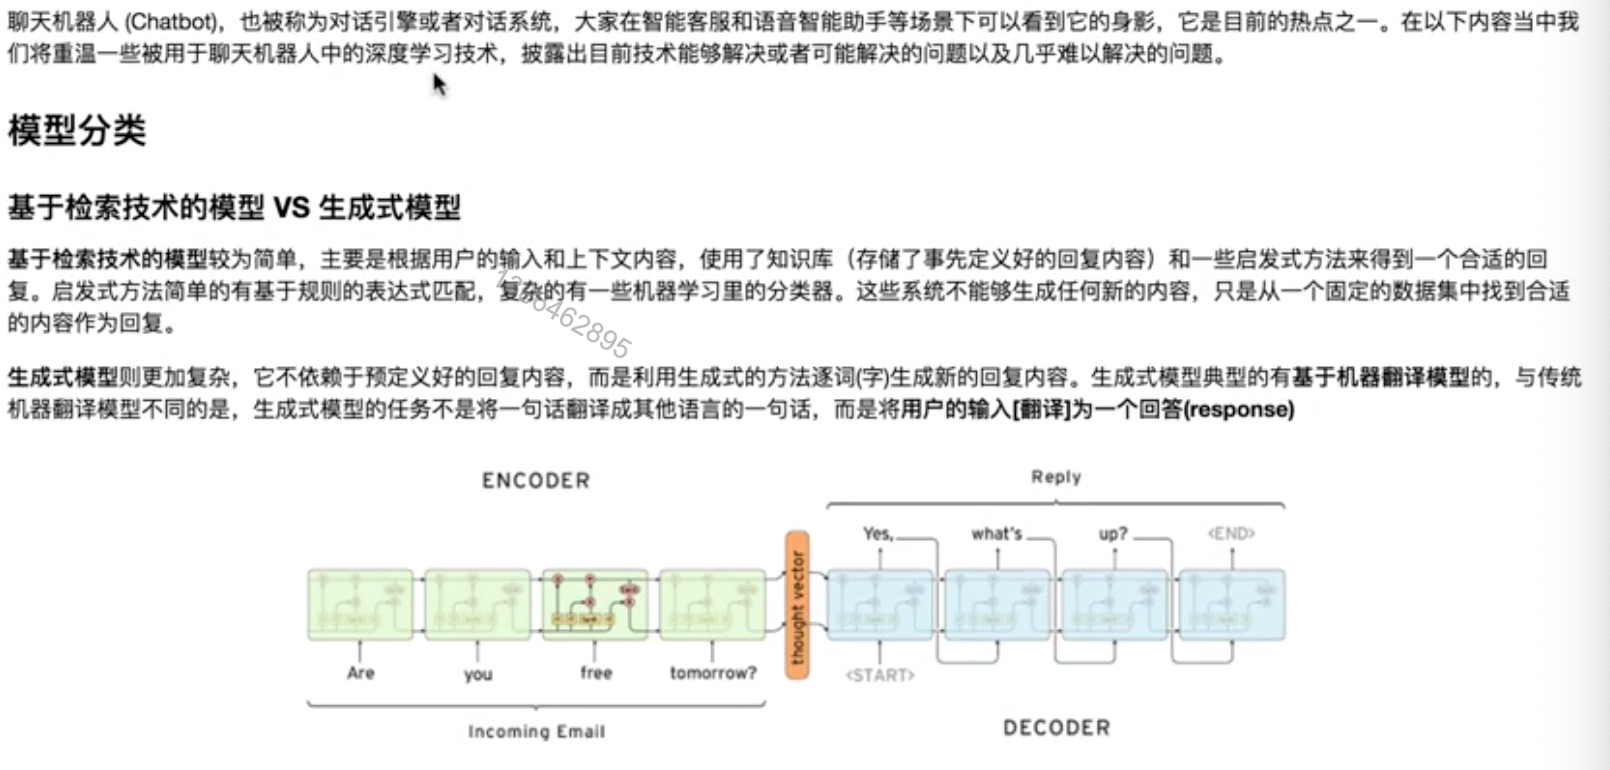 聊天机器人 (Chatbot)，也被称为对话引擎或者对话系统，大家在智能客服和语音智能助手等场景下可以看到它的身影，它是目前的热点之一。在以下内容当中我
们将重温一些被用于聊天机器人中的深度学习技术，披露出目前技术能够解决或者可能解决的问题以及几乎难以解决的问题。
模型分类
基于检索技术的模型 VS 生成式模型
基于检索技术的模型较为简单，主要是根据用户的输入和上下文内容，使用了知识库（存储了事先定义好的回复内容）和一些启发式方法来得到一个合适的回
复。启发式方法简单的有基于规则的表达式匹配，复杂的有一些机器学习里的分类器。这些系统不能够生成任何新的内容，只是从一个固定的数据集中找到合适
的内容作为回复。
生成式模型则更加复杂，它不依赖于预定义好的回复内容，而是利用生成式的方法逐词(字)生成新的回复内容。生成式模型典型的有基于机器翻译模型的，与传统
机器翻译模型不同的是，生成式模型的任务不是将一句话翻译成其他语言的一句话，而是将用户的输入[翻译]为一个回答(response)
ENCODER
Reply
Yes, what's up? <END>
thought vector
Are you free tomorrow?
<START>
Incoming Email
DECODER